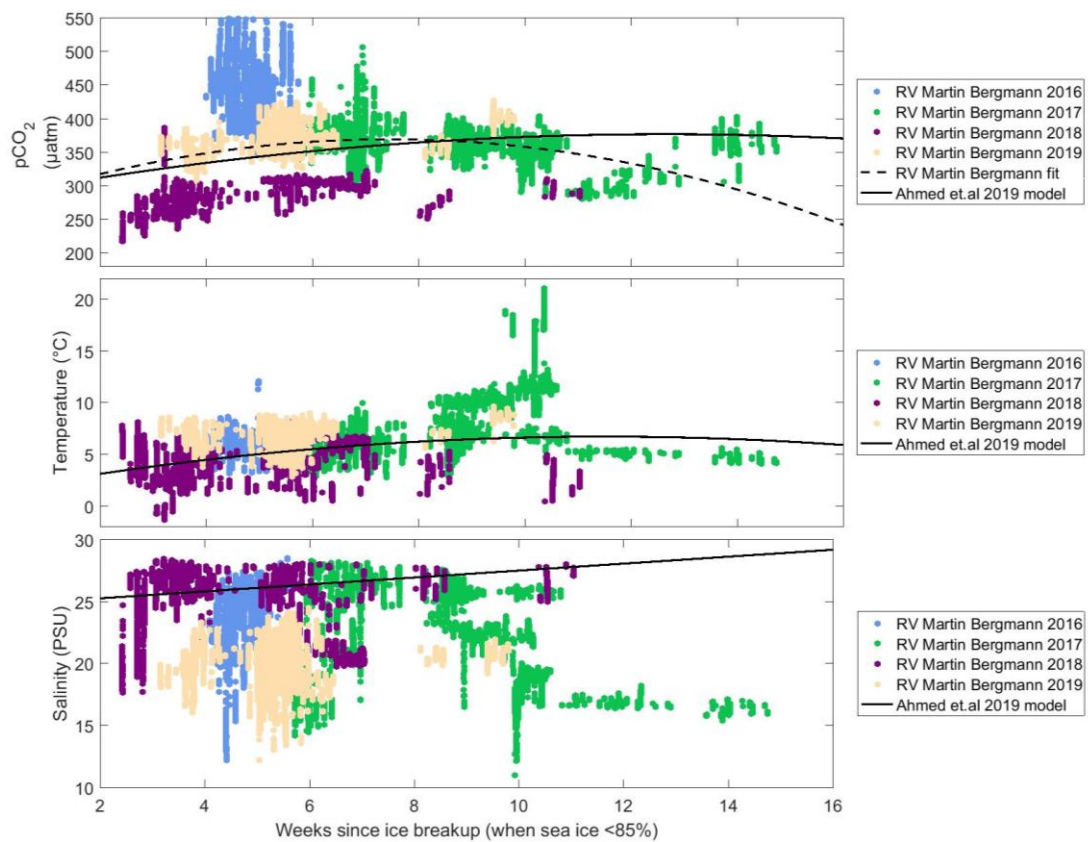 550
500
450
400
350
300
250
200
pCO2
(µatm)
RV Martin Bergmann 2016
RV Martin Bergmann 2017
RV Martin Bergmann 2018
RV Martin Bergmann 2019
RV Martin Bergmann fit
Ahmed et.al 2019 model
20
15
10
5
0
Temperature (°C)
RV Martin Bergmann 2016
RV Martin Bergmann 2017
RV Martin Bergmann 2018
RV Martin Bergmann 2019
Ahmed et.al 2019 model
30
25
20
15
10
Salinity (PSU)
RV Martin Bergmann 2016
RV Martin Bergmann 2017
RV Martin Bergmann 2018
RV Martin Bergmann 2019
Ahmed et.al 2019 model
2 4 6 8 10 12 14 16
Weeks since ice breakup (when sea ice <85%)